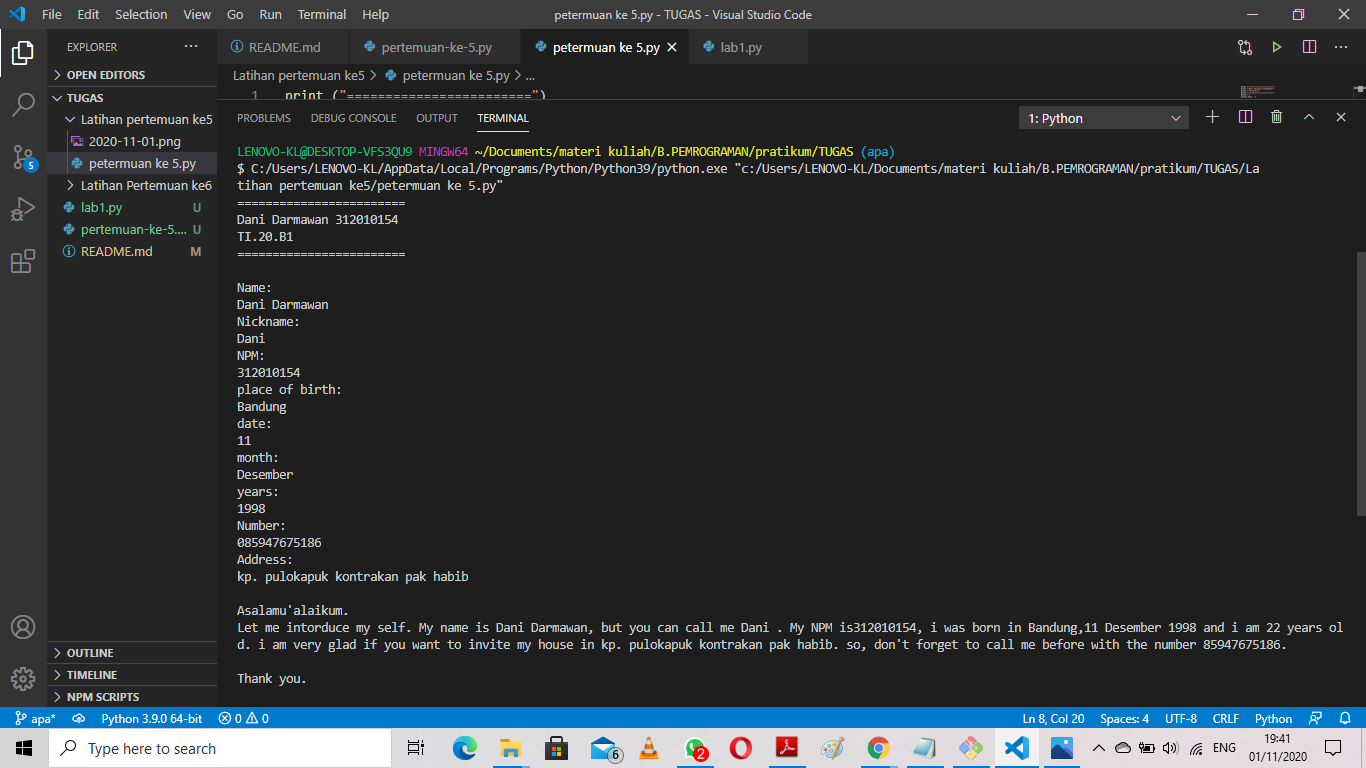 File Edit Selection View Go Run Terminal Help petermuan ke 5.py - TUGAS - Visual Studio Code
EXPLORER
README.md pertemuan-ke-5.py petermuan ke 5.py lab1.py
OPEN EDITORS
TUGAS
Latihan pertemuan ke5
2020-11-01.png
petermuan ke 5.py
Latihan Pertemuan ke6
lab1.py U
pertemuan-ke-5.... U
README.md M
5
OUTLINE
TIMELINE
NPM SCRIPTS
Latihan pertemuan ke5 > petermuan ke 5.py > ...
1 print ("========================")
PROBLEMS DEBUG CONSOLE OUTPUT TERMINAL 1: Python
LENOVO-KL@DESKTOP-VFS3QU9 MINGW64 ~/Documents/materi kuliah/B.PEMROGRAMAN/pratikum/TUGAS (apa)
$ C:/Users/LENOVO-KL/AppData/Local/Programs/Python/Python39/python.exe "c:/Users/LENOVO-KL/Documents/materi kuliah/B.PEMROGRAMAN/pratikum/TUGAS/La
tihan pertemuan ke5/petermuan ke 5.py"
========================
Dani Darmawan 312010154
TI.20.B1
========================
Name:
Dani Darmawan
Nickname:
Dani
NPM:
312010154
place of birth:
Bandung
date:
11
month:
Desember
years:
1998
Number:
085947675186
Address:
kp. pulokapuk kontrakan pak habib
Asalamu'alaikum.
Let me intorduce my self. My name is Dani Darmawan, but you can call me Dani . My NPM is312010154, i was born in Bandung,11 Desember 1998 and i am 22 years ol
d. i am very glad if you want to invite my house in kp. pulokapuk kontrakan pak habib. so, don't forget to call me before with the number 85947675186.
Thank you.
apa* Python 3.9.0 64-bit 0 0 Ln 8, Col 20 Spaces: 4 UTF-8 CRLF Python
Type here to search 6 2 ENG 19:41
01/11/2020